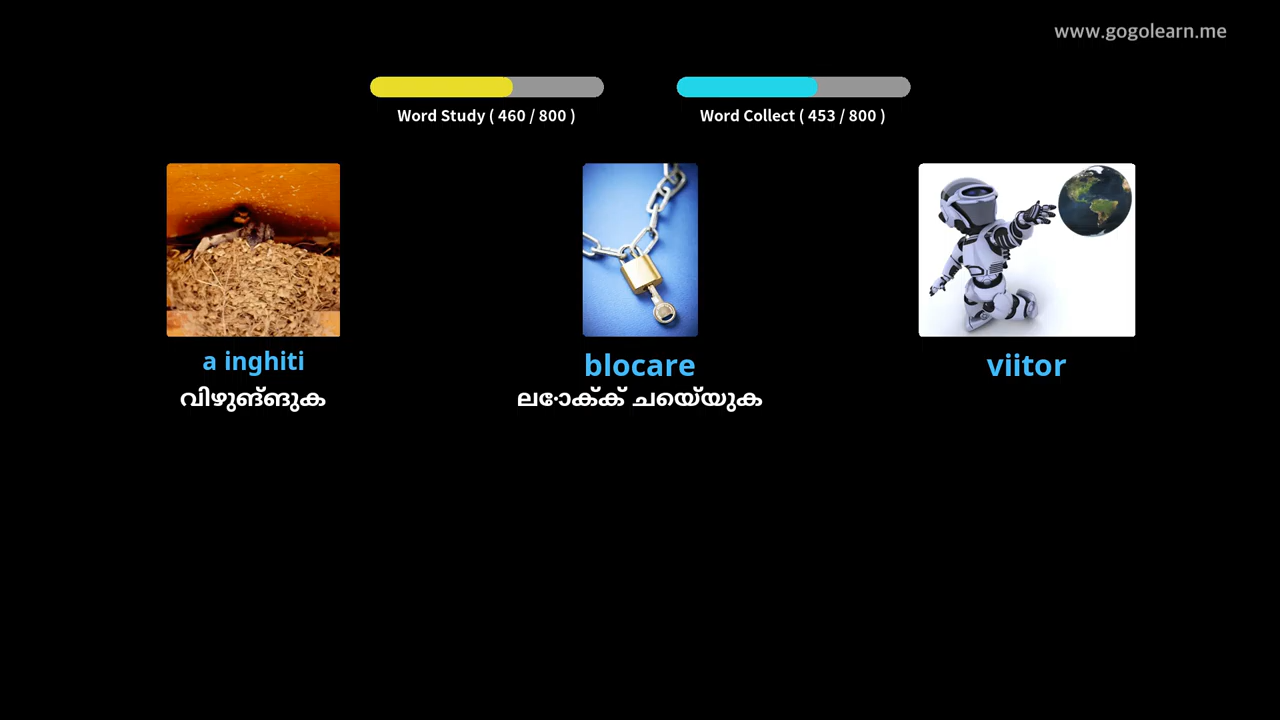 www.gogolearn.me
Word Study ( 460 / 800 )
Word Collect ( 453 / 800 )
a inghiti
blocare
viitor
വിഴുങ്ങുക
ലോക്ക് ചെയ്യുക